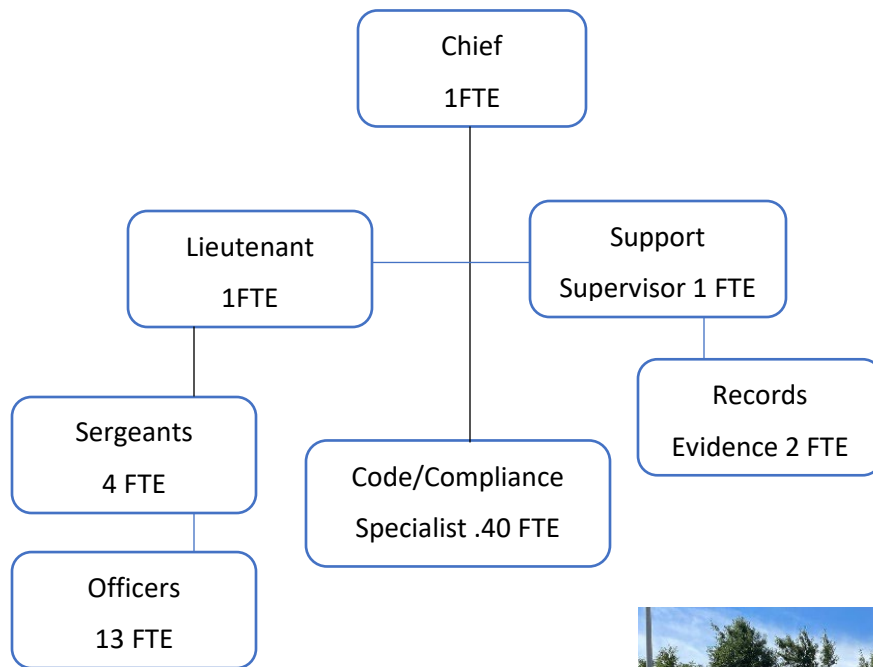 Chief
1FTE
Lieutenant
1FTE
Support
Supervisor 1 FTE
Sergeants
4 FTE
Code/Compliance
Specialist .40 FTE
Records
Evidence 2 FTE
Officers
13 FTE